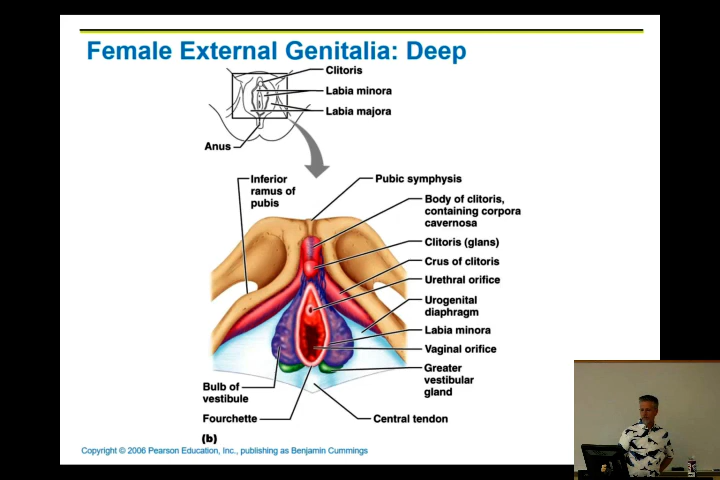 Female External Genitalia: Deep
Clitoris
Labia minora
Labia majora
Anus
Inferior
ramus of
pubis
Pubic symphysis
Body of clitoris,
containing corpora
cavernosa
Clitoris (glans)
Crus of clitoris
Urethral orifice
Urogenital
diaphragm
Labia minora
Vaginal orifice
Greater
vestibular
gland
Bulb of
vestibule
Fourchette
Central tendon
(b)
Copyright © 2006 Pearson Education, Inc., publishing as Benjamin Cummings